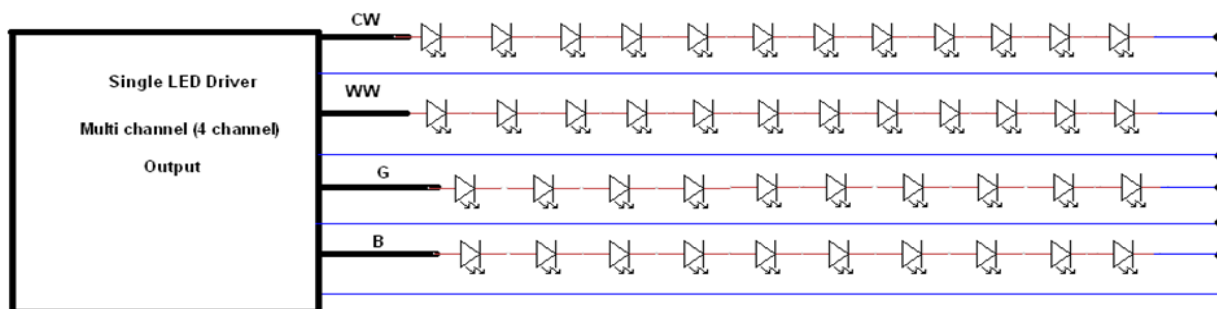 CW
Single LED Driver
WW
Multi channel (4 channel)
Output
G
B